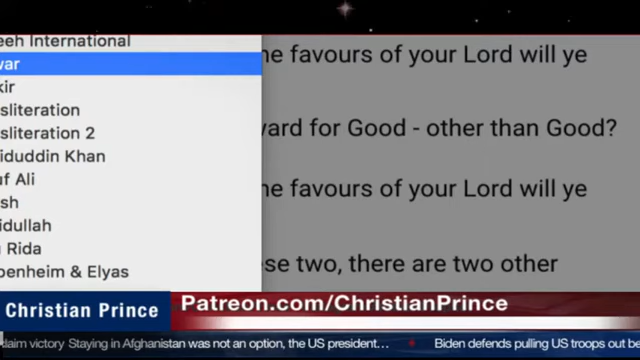 eeh International
war
kir
sliteration
sliteration 2
iduddin Khan
uf Ali
sh
idullah
Rida
penheim & Elyas
he favours of your Lord will ye
ward for Good - other than Good?
he favours of your Lord will ye
ese two, there are two other
Christian Prince
Patreon.com/ChristianPrince
claim victory Staying in Afghanistan was not an option, the US president… • Biden defends pulling US troops out be